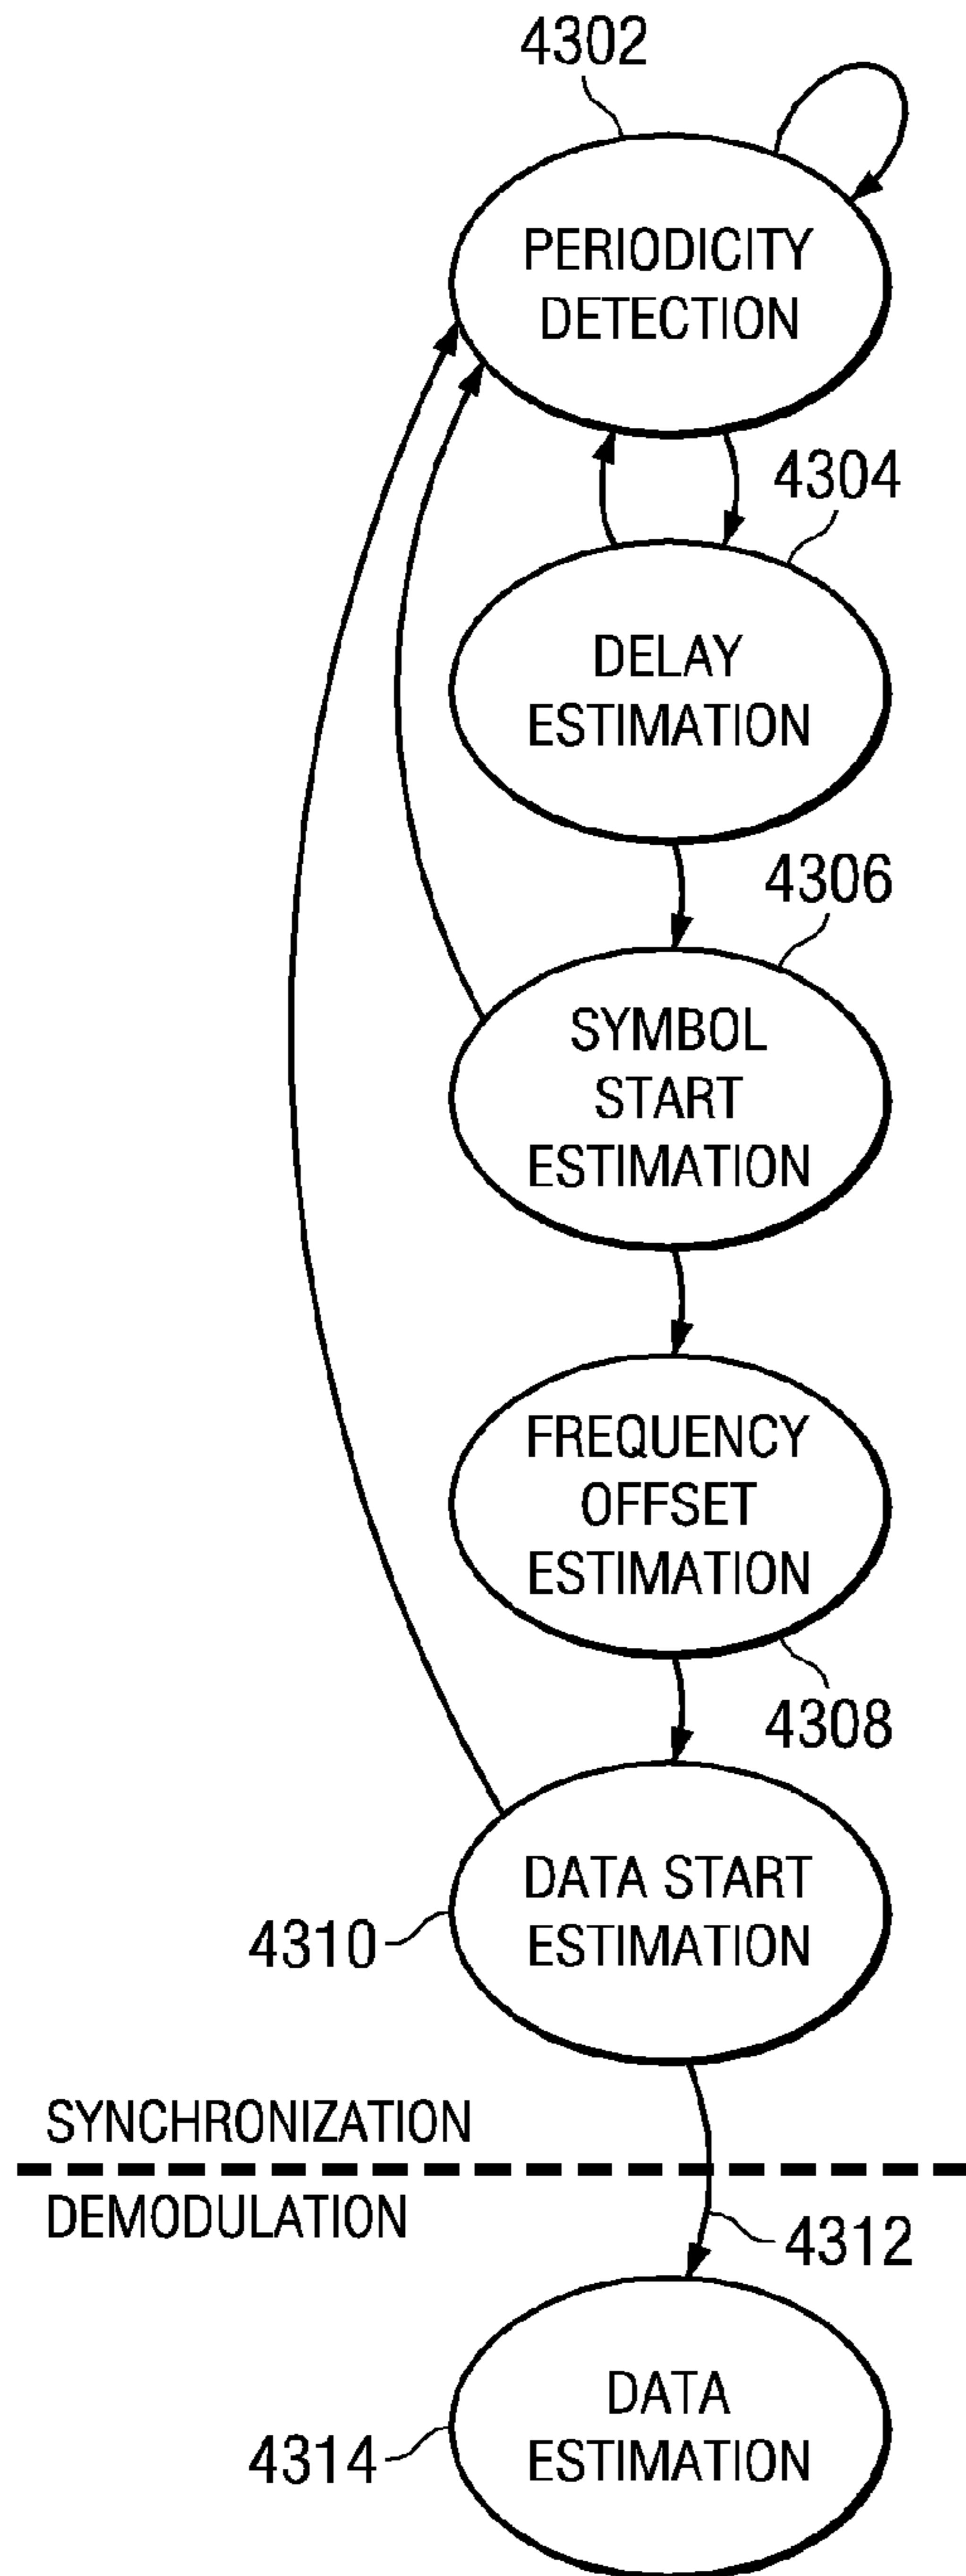 4302
PERIODICITY
DETECTION
4304
DELAY
ESTIMATION
4306
SYMBOL
START
ESTIMATION
FREQUENCY
OFFSET
ESTIMATION
4308
DATA START
ESTIMATION
4310
SYNCHRONIZATION
DEMODULATION
4312
DATA
ESTIMATION
4314